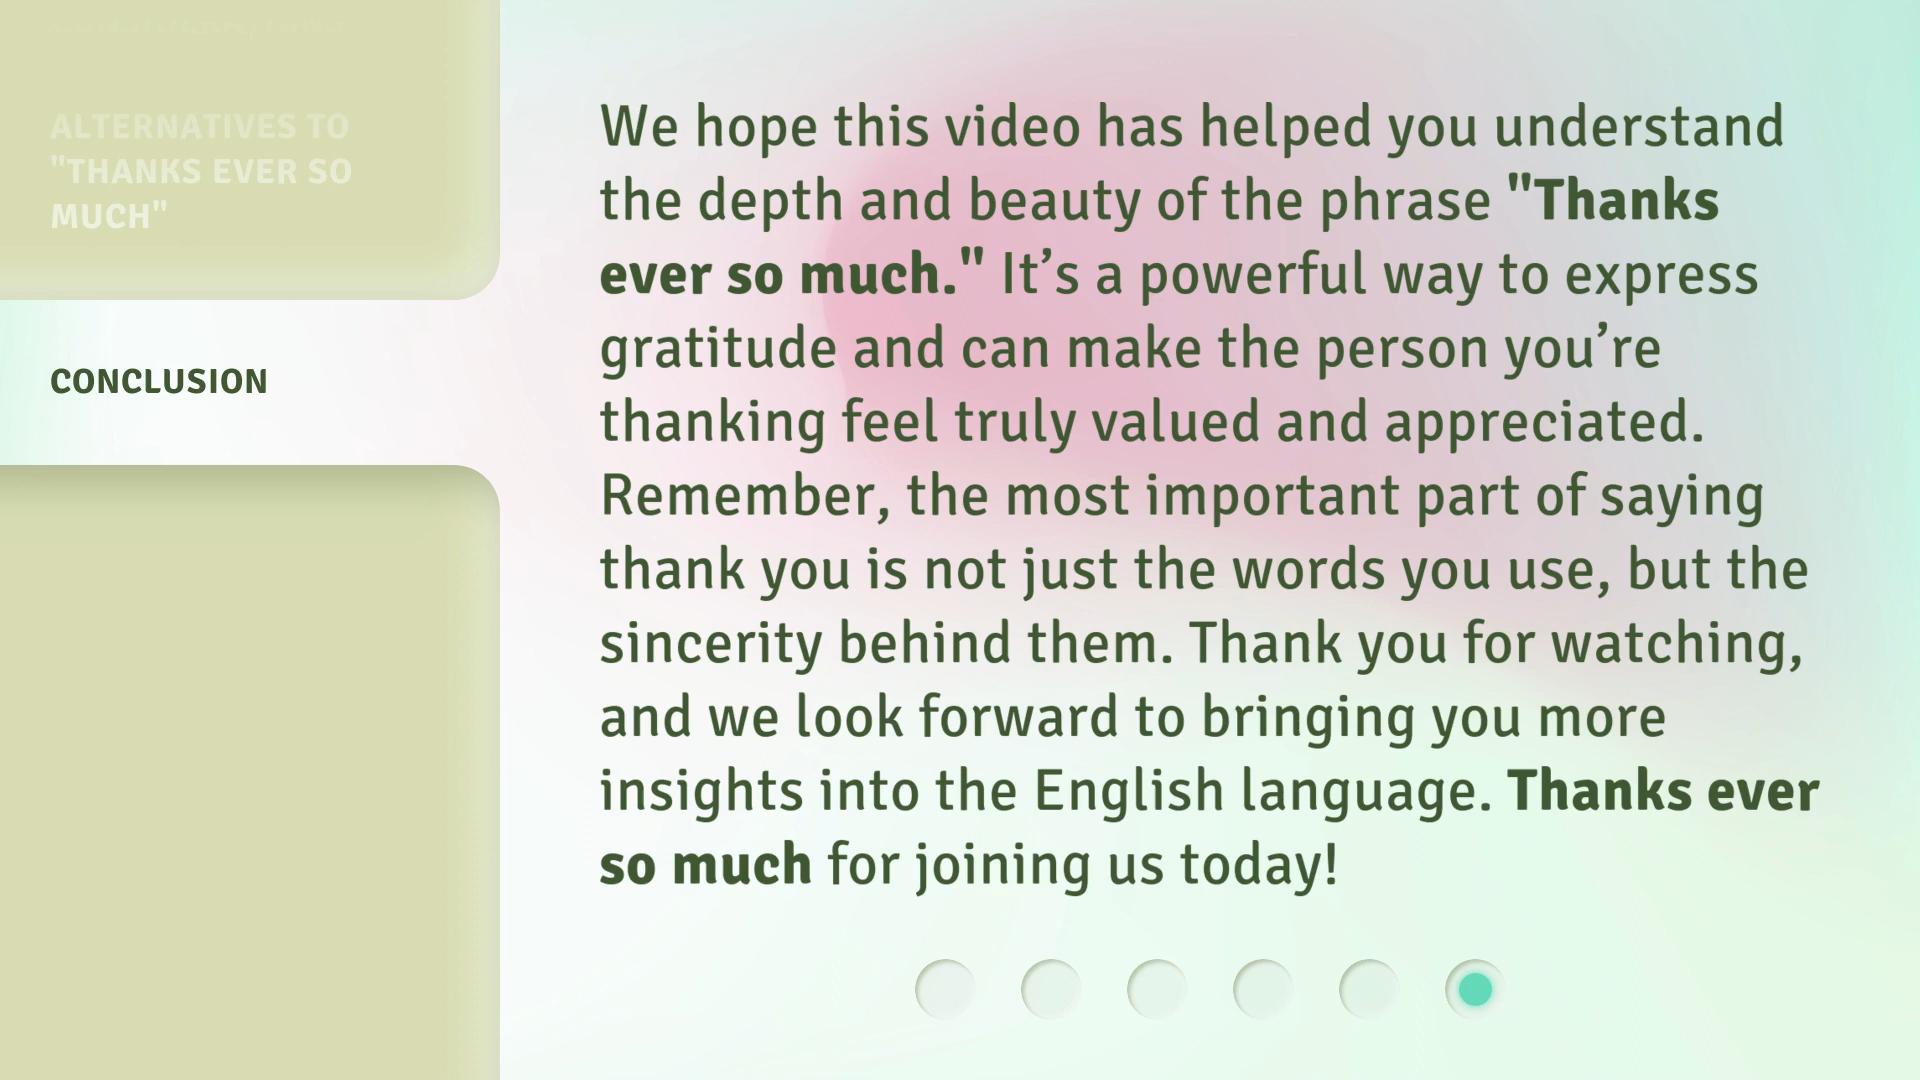 ALTERNATIVES TO
"THANKS EVER SO
MUCH"
CONCLUSION
We hope this video has helped you understand
the depth and beauty of the phrase "Thanks
ever so much." It’s a powerful way to express
gratitude and can make the person you’re
thanking feel truly valued and appreciated.
Remember, the most important part of saying
thank you is not just the words you use, but the
sincerity behind them. Thank you for watching,
and we look forward to bringing you more
insights into the English language. Thanks ever
so much for joining us today!